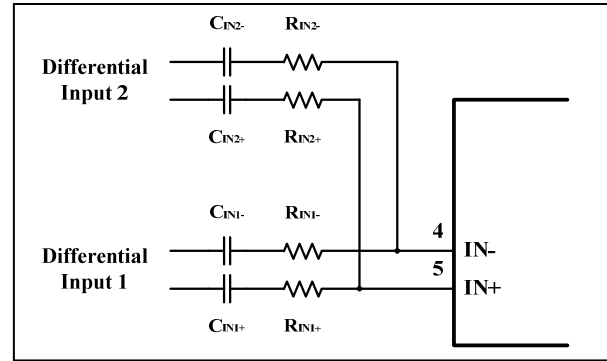 CIN2- RIN2-
Differential
Input 2
CIN2+ RIN2+
CIN1- RIN1-
4
Differential
Input 1
IN-
5
IN+
CIN1+ RIN1+